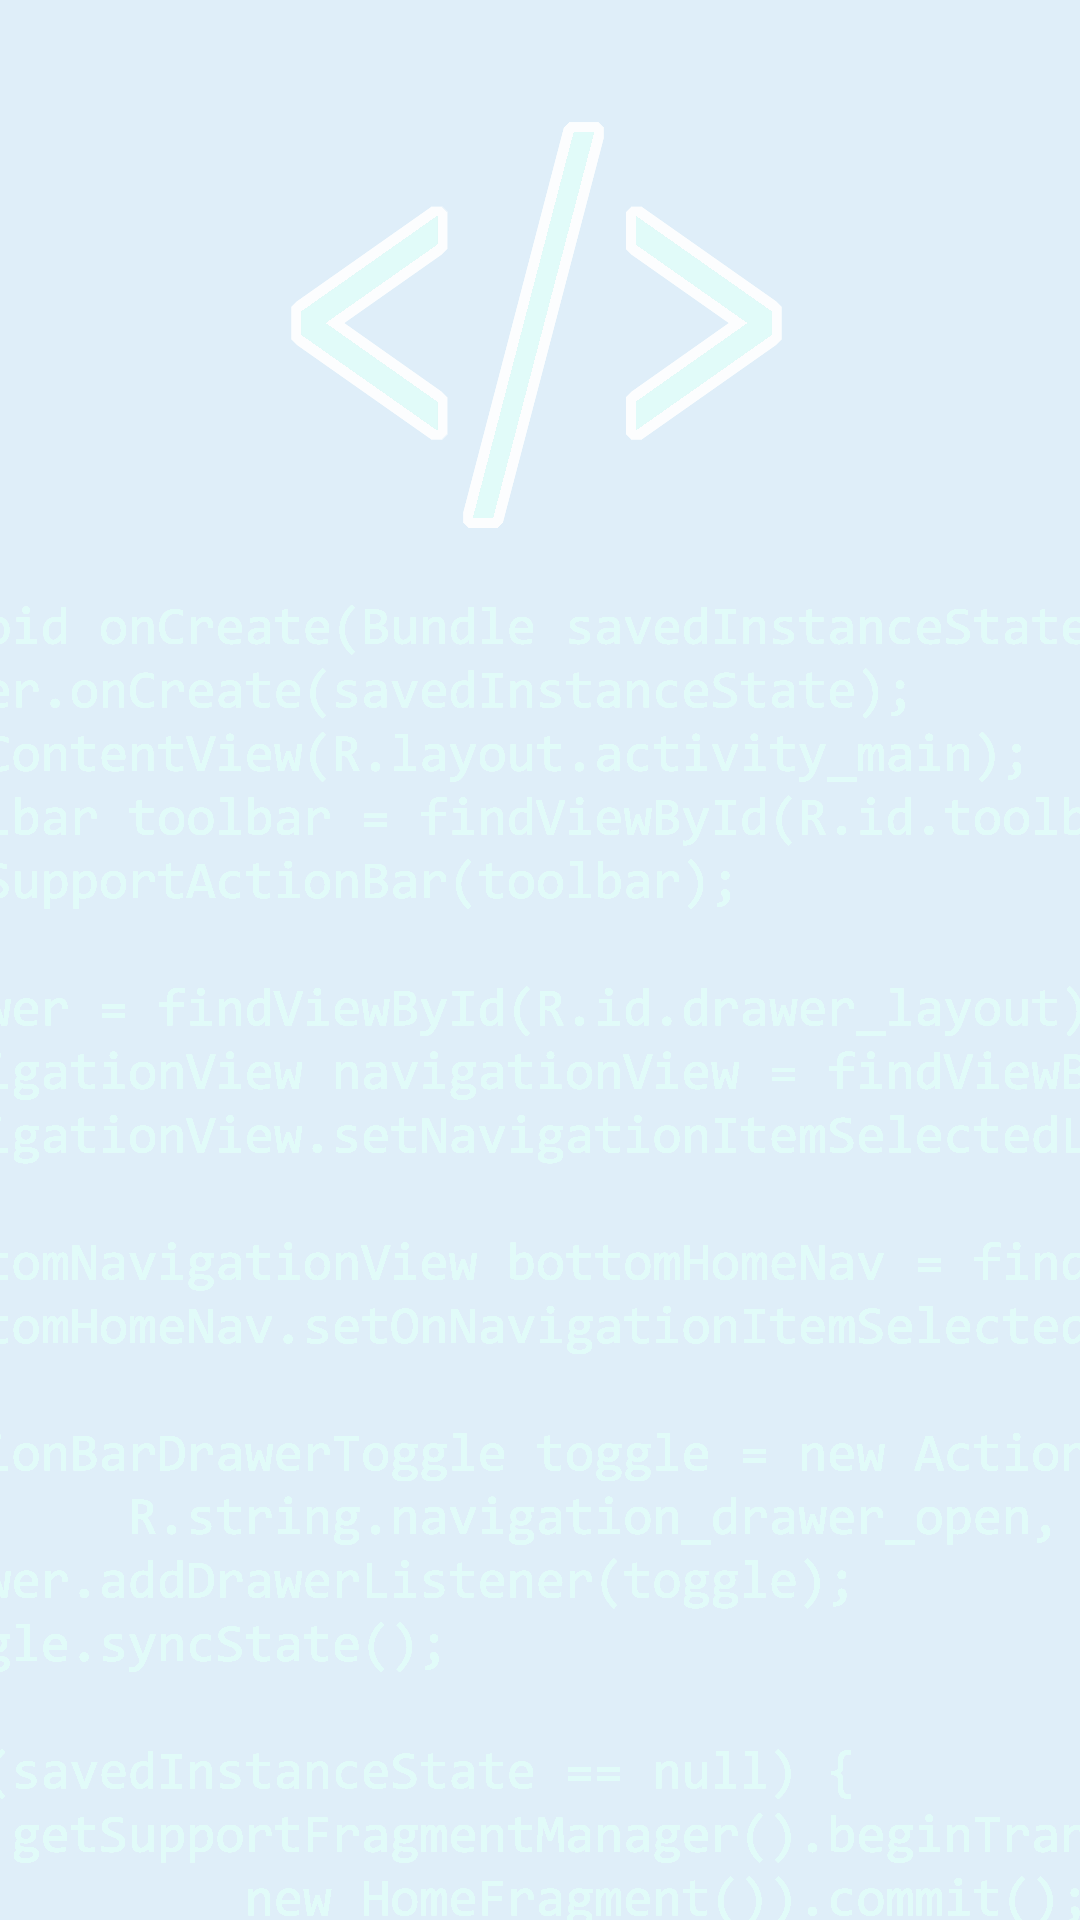 </>
oid onCreate(Bundle savedInstanceState
er.onCreate(savedInstanceState);
ContentView(R.layout.activity_main);
lbar toolbar = findViewById(R.id.toolb
SupportActionBar(toolbar);
wer = findViewById(R.id.drawer_layout)
igationView navigationView = findViewB
igationView.setNavigationItemSelectedL
tomNavigationView bottomHomeNav = find
tomHomeNav.setOnNavigationItemSelected
ionBarDrawerToggle toggle = new Action
R.string.navigation_drawer_open,
wer.addDrawerListener(toggle);
gle.syncState();
(savedInstanceState == null) {
getSupportFragmentManager().beginTran
new HomeFragment()).commit();